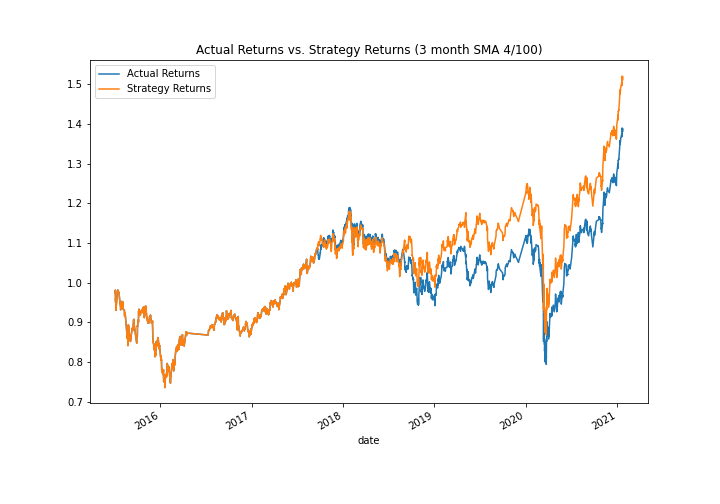 Actual Returns vs. Strategy Returns (3 month SMA 4/100)
Actual Returns
Strategy Returns
1.5
1.4
1.3
1.2
1.1
1.0
0.9
0.8
0.7
2016 2017 2018 2019 2020 2021
date